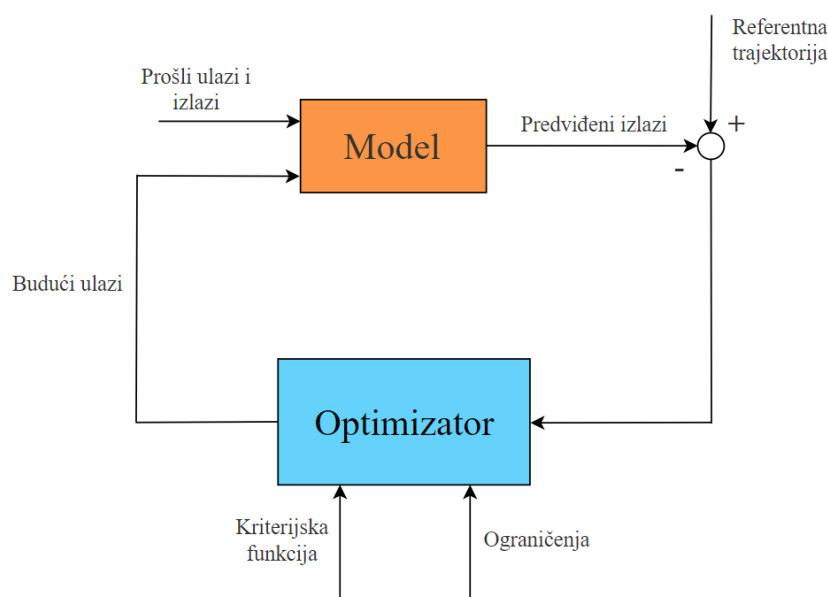 Referentna
trajektorija
Prošli ulazi i
izlazi
Model
Predviđeni izlazi
+
-
Budući ulazi
Optimizator
Kriterijska
funkcija
Ograničenja